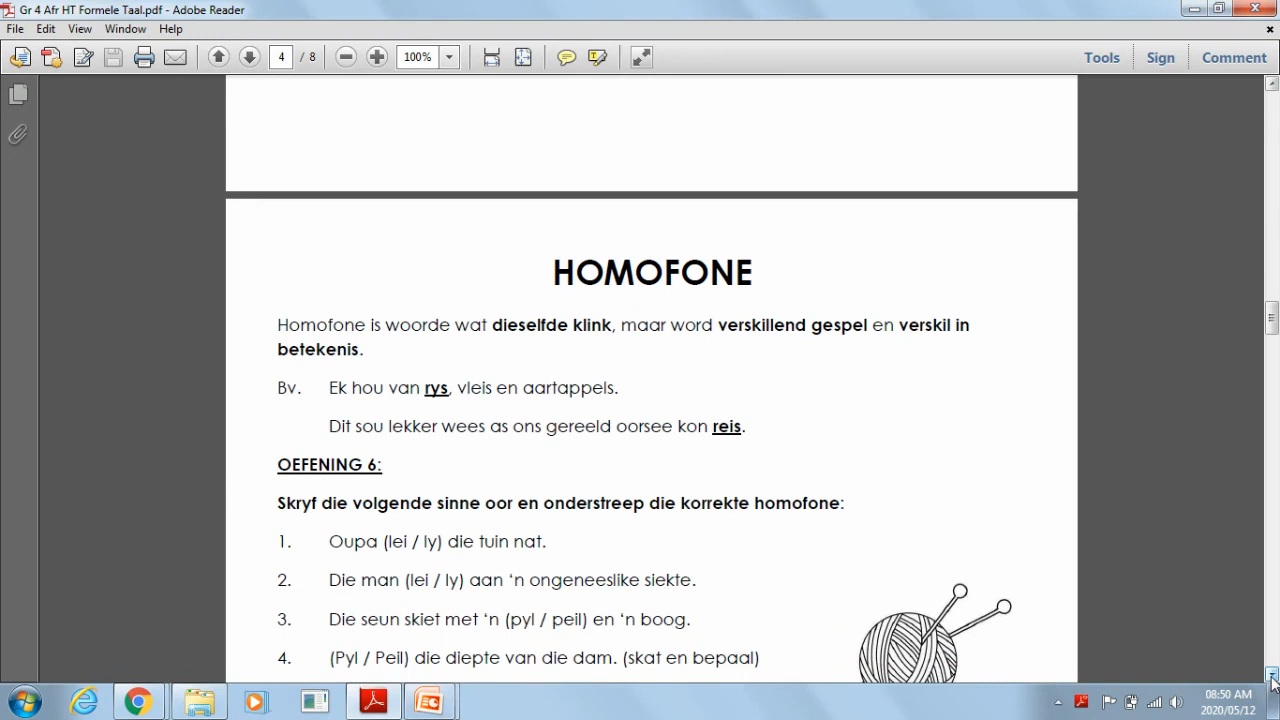 Gr 4 Afr HT Formele Taal.pdf - Adobe Reader
File Edit View Window Help
4 / 8 100% Tools Sign Comment
HOMOFONE
Homofone is woorde wat dieselfde klink, maar word verskillend gespel en verskil in
betekenis.
Bv. Ek hou van rys, vleis en aartappels.
Dit sou lekker wees as ons gereeld oorsee kon reis.
OEFENING 6:
Skryf die volgende sinne oor en onderstreep die korrekte homofone:
1. Oupa (lei / ly) die tuin nat.
2. Die man (lei / ly) aan ‘n ongeneeslike siekte.
3. Die seun skiet met ‘n (pyl / peil) en ‘n boog.
4. (Pyl / Peil) die diepte van die dam. (skat en bepaal)
08:50 AM
2020/05/12